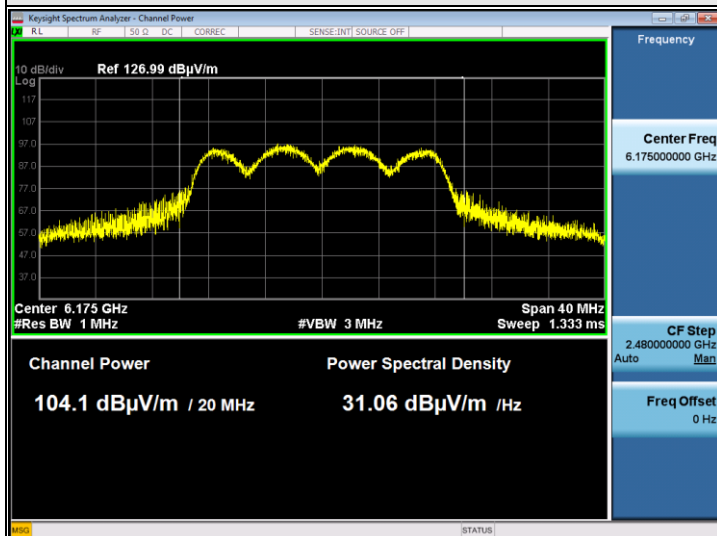 Keysight Spectrum Analyzer - Channel Power
LXI RL RF 50 Ω DC CORREC SENSE:INT SOURCE OFF
Frequency
10 dB/div Ref 126.99 dBµV/m
Log
117
107
97.0
87.0
77.0
67.0
57.0
47.0
37.0
Center Freq
6.175000000 GHz
Center 6.175 GHz Span 40 MHz
#Res BW 1 MHz #VBW 3 MHz Sweep 1.333 ms
CF Step
2.480000000 GHz
Auto Man
Channel Power Power Spectral Density
104.1 dBµV/m / 20 MHz 31.06 dBµV/m /Hz
Freq Offset
0 Hz
MSG STATUS